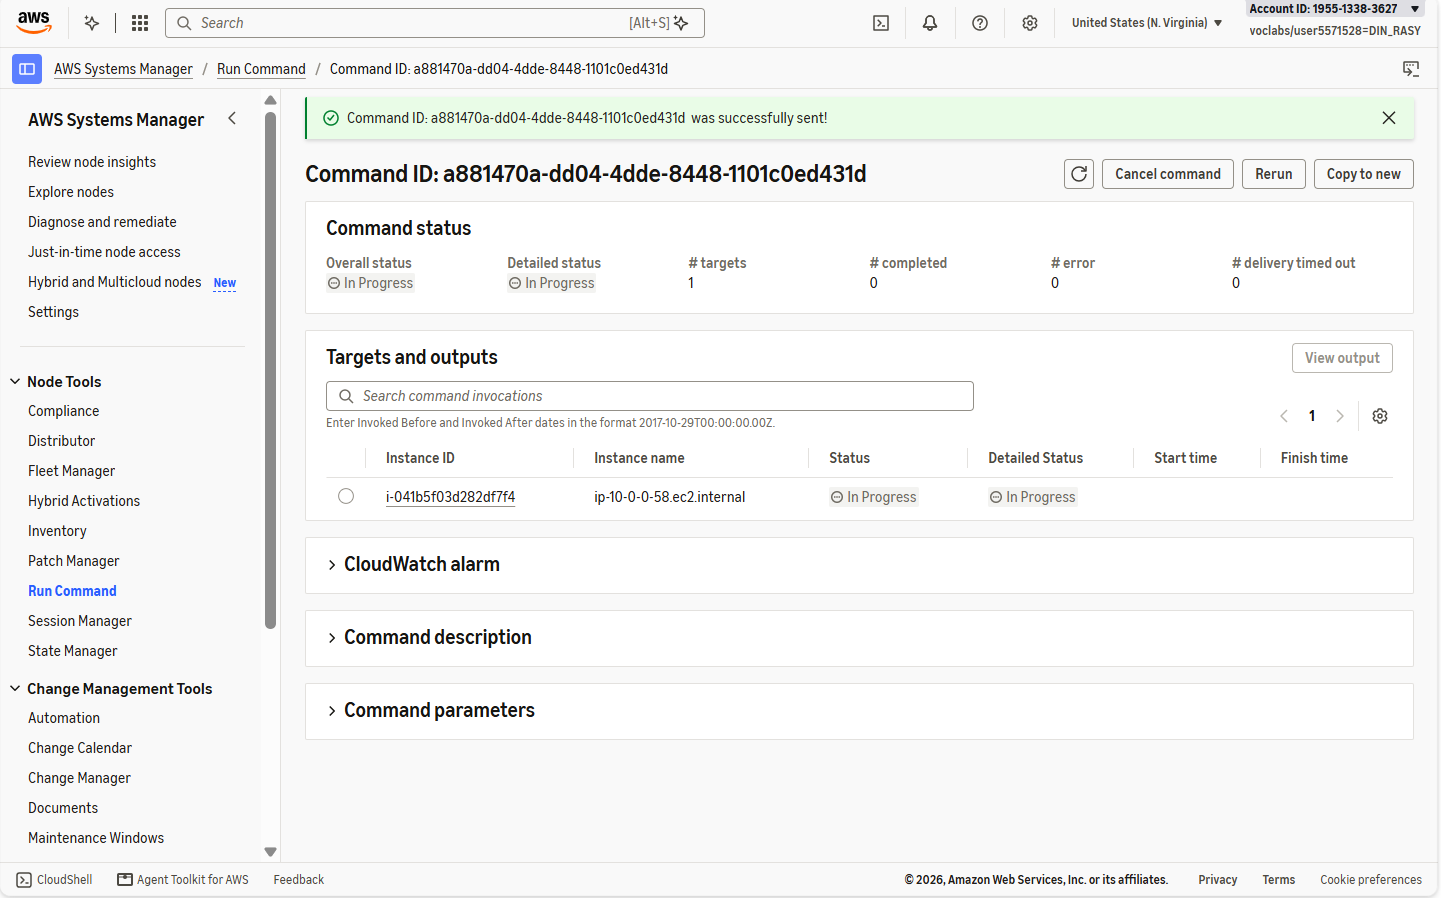 aws
Search
[Alt+S]
United States (N. Virginia)
Account ID: 1955-1338-3627
voclabs/user5571528=DIN_RASY
AWS Systems Manager / Run Command / Command ID: a881470a-dd04-4dde-8448-1101c0ed431d
AWS Systems Manager
Review node insights
Explore nodes
Diagnose and remediate
Just-in-time node access
Hybrid and Multicloud nodes New
Settings
Node Tools
Compliance
Distributor
Fleet Manager
Hybrid Activations
Inventory
Patch Manager
Run Command
Session Manager
State Manager
Change Management Tools
Automation
Change Calendar
Change Manager
Documents
Maintenance Windows
Command ID: a881470a-dd04-4dde-8448-1101c0ed431d was successfully sent!
Command ID: a881470a-dd04-4dde-8448-1101c0ed431d
Cancel command
Rerun
Copy to new
Command status
Overall status Detailed status # targets # completed # error # delivery timed out
In Progress In Progress 1 0 0 0
Targets and outputs
View output
Search command invocations
Enter Invoked Before and Invoked After dates in the format 2017-10-29T00:00:00.00Z.
1
Instance ID Instance name Status Detailed Status Start time Finish time
i-041b5f03d282df7f4 ip-10-0-0-58.ec2.internal In Progress In Progress
CloudWatch alarm
Command description
Command parameters
CloudShell Agent Toolkit for AWS Feedback © 2026, Amazon Web Services, Inc. or its affiliates. Privacy Terms Cookie preferences